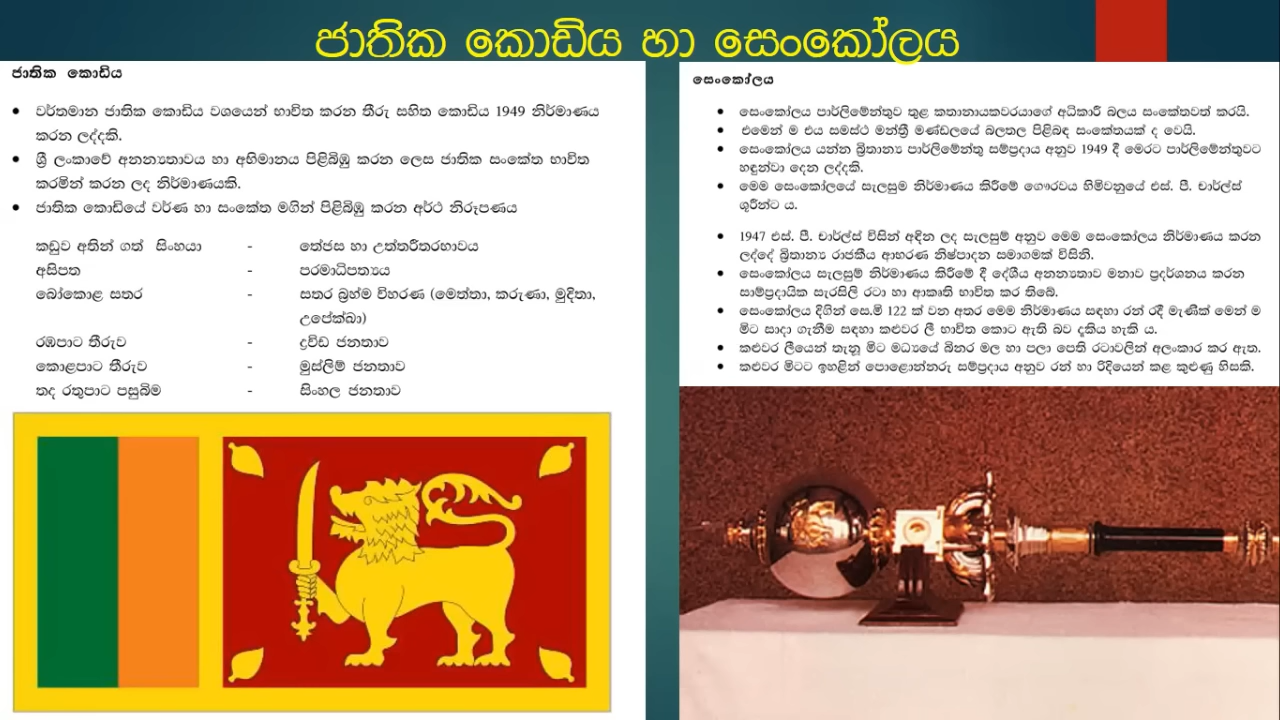 ජාතික කොඩිය හා සෙංකෝලය
ජාතික කොඩිය
• වර්තමාන ජාතික කොඩිය වශයෙන් භාවිත කරන තීරු සහිත කොඩිය 1949 නිර්මාණය
කරන ලද්දකි.
• ශ්‍රී ලංකාවේ අනන්‍යතාවය හා අභිමානය පිළිබිඹු කරන ලෙස ජාතික සංකේත භාවිත
කරමින් කරන ලද නිර්මාණයකි.
• ජාතික කොඩියේ වර්ණ හා සංකේත මගින් පිළිබිඹු කරන අර්ථ නිරූපණය
කඩුව අතින් ගත් සිංහයා - තේජස හා උත්තරීතරභාවය
අසිපත - පරමාධිපත්‍යය
බෝකොළ සතර - සතර බ්‍රහ්ම විහරණ (මෙත්තා, කරුණා, මුදිතා,
උපේක්ඛා)
රඹපාට තීරුව - ද්‍රවිඩ ජනතාව
කොළපාට තීරුව - මුස්ලිම් ජනතාව
තද රතුපාට පසුබිම - සිංහල ජනතාව
සෙංකෝලය
• සෙංකෝලය පාර්ලිමේන්තුව තුළ කතානායකවරයාගේ අධිකාරී බලය සංකේතවත් කරයි.
• එමෙන් ම එය සමස්ථ මන්ත්‍රී මණ්ඩලයේ බලතල පිළිබඳ සංකේතයක් ද වෙයි.
• සෙංකෝලය යන්න බ්‍රිතාන්‍ය පාර්ලිමේන්තු සම්ප්‍රදාය අනුව 1949 දී මෙරට පාර්ලිමේන්තුවට
හඳුන්වා දෙන ලද්දකි.
• මෙම සෙංකෝලයේ සැලසුම නිර්මාණය කිරීමේ ගෞරවය හිමිවනුයේ එස්. පී. චාර්ල්ස්
ශූරීන්ට ය.
• 1947 එස්. පී. චාර්ල්ස් විසින් අඳින ලද සැලසුම් අනුව මෙම සෙංකෝලය නිර්මාණය කරන
ලද්දේ බ්‍රිතාන්‍ය රාජකීය ආභරණ නිෂ්පාදන සමාගමක් විසිනි.
• සෙංකෝලය සැලසුම් නිර්මාණය කිරීමේ දී දේශීය අනන්‍යතාව මනාව ප්‍රදර්ශනය කරන
සාම්ප්‍රදායික සැරසිලි රටා හා ආකෘති භාවිත කර තිබේ.
• සෙංකෝලය දිගින් සෙ.මි 122 ක් වන අතර මෙම නිර්මාණය සඳහා රන් රිදී මැණික් මෙන් ම
මිට සාදා ගැනීම සඳහා කළුවර ලී භාවිත කොට ඇති බව දැකිය හැකි ය.
• කළුවර ලීයෙන් තැනූ මිට මධ්‍යයේ බිනර මල හා පලා පෙති රටාවලින් අලංකාර කර ඇත.
• කළුවර මිටට ඉහළින් පොළොන්නරු සම්ප්‍රදාය අනුව රන් හා රිදියෙන් කළ කුළුණු හිසකි.